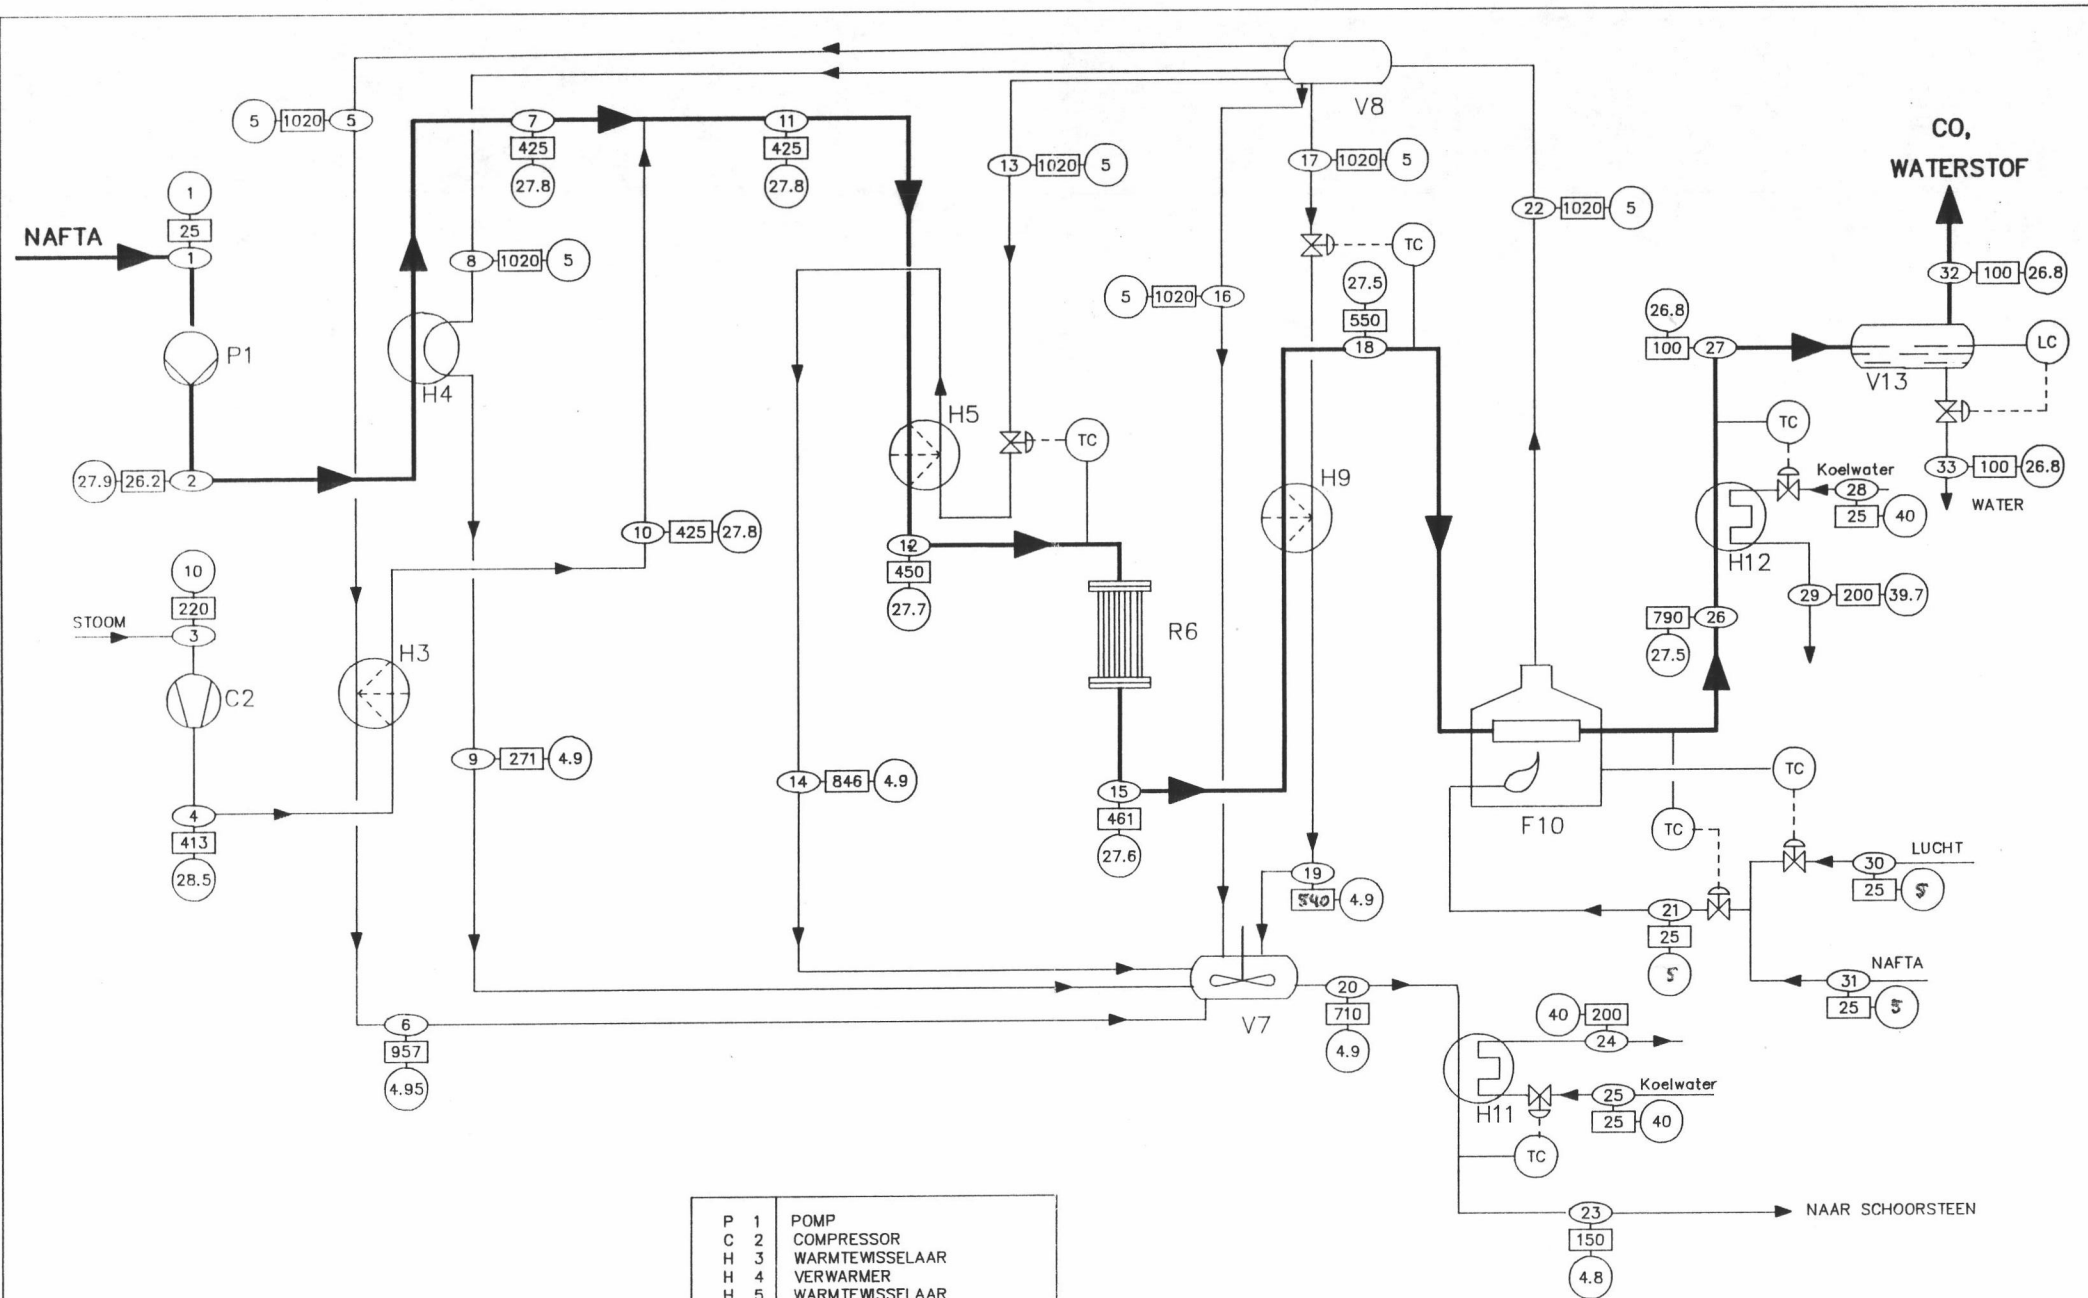 V8
5 1020 5
7
425
27.8
11
425
27.8
13 1020 5
17 1020 5
CO,
WATERSTOF
1
25
1
NAFTA
22 1020 5
TC
8 1020 5
32 100 26.8
5 1020 16
27.5
550
18
26.8
100 27
LC
V13
P1
H4
H5
TC
TC
27.9 26.2 2
H9
Koelwater
28
25 40
33 100 26.8
WATER
10 425 27.8
12
450
27.7
H12
10
220
3
STOOM
29 200 39.7
790 26
27.5
R6
H3
C2
9 271 4.9
14 846 4.9
15
461
27.6
TC
4
413
28.5
F10
TC
LUCHT
30
25 5
19
540 4.9
21
25
5
NAFTA
31
25 5
20
710
4.9
V7
6
957
4.95
40 200
24
Koelwater
25
25 40
H11
TC
23
150
4.8
NAAR SCHOORSTEEN
P 1 POMP
C 2 COMPRESSOR
H 3 WARMTEWISSELAAR
H 4 VERWARMER
H 5 WARMTEWISSELAAR